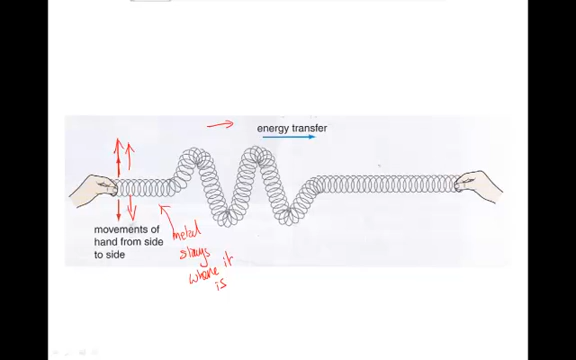 energy transfer
movements of
hand from side
to side
metal
stays
where it
is